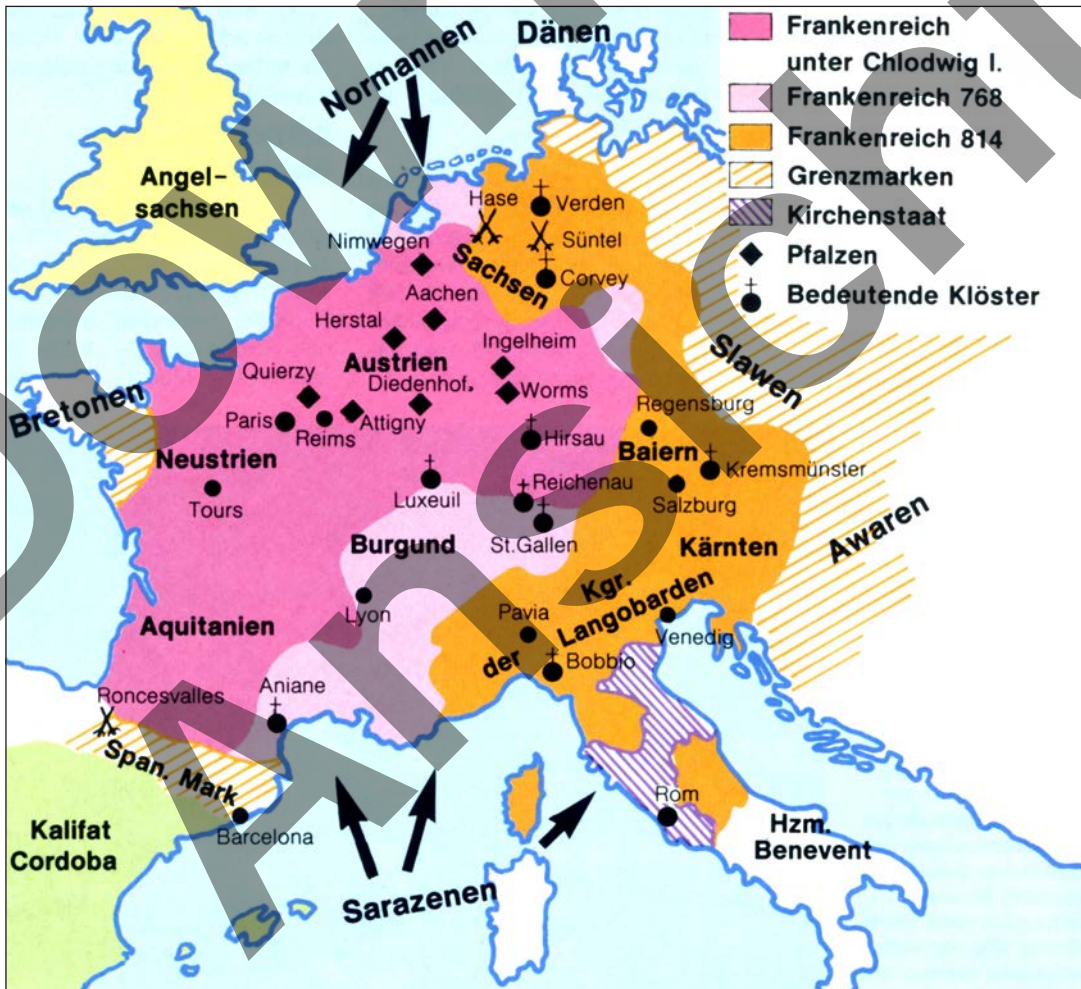 Normannen
Dänen
Frankenreich
unter Chlodwig I.
Frankenreich 768
Frankenreich 814
Grenzmarken
Kirchenstaat
Pfalzen
Bedeutende Klöster
Angel-
sachsen
Hase
Verden
Süntel
Sachsen
Corvey
Nimwegen
Aachen
Herstal
Austrien
Ingelheim
Slawen
Quierzy
Diedenhof.
Worms
Bretonen
Paris
Reims
Attigny
Regensburg
Hirsau
Baiern
Neustrien
Kremsmünster
Tours
Luxeuil
Reichenau
Salzburg
St.Gallen
Awaren
Burgund
Kärnten
Kgr.
der Langobarden
Lyon
Pavia
Venedig
Aquitanien
Bobbio
Roncesvalles
Aniane
Span. Mark
Barcelona
Rom
Kalifat
Cordoba
Hzm.
Benevent
Sarazenen
Ansicht